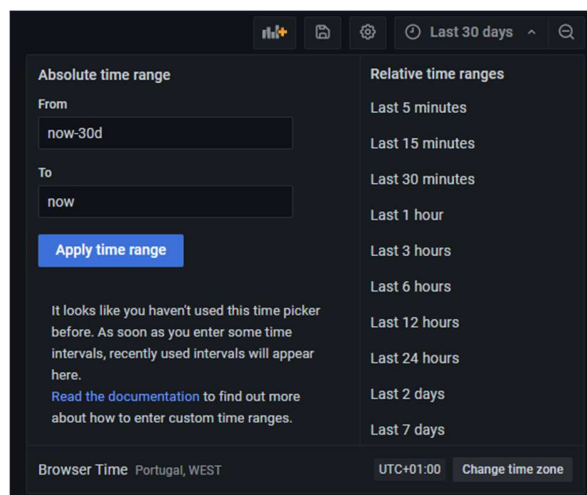 Last 30 days
Absolute time range
From
now-30d
To
now
Apply time range
It looks like you haven't used this time picker
before. As soon as you enter some time
intervals, recently used intervals will appear
here.
Read the documentation to find out more
about how to enter custom time ranges.
Relative time ranges
Last 5 minutes
Last 15 minutes
Last 30 minutes
Last 1 hour
Last 3 hours
Last 6 hours
Last 12 hours
Last 24 hours
Last 2 days
Last 7 days
Browser Time Portugal, WEST UTC+01:00 Change time zone